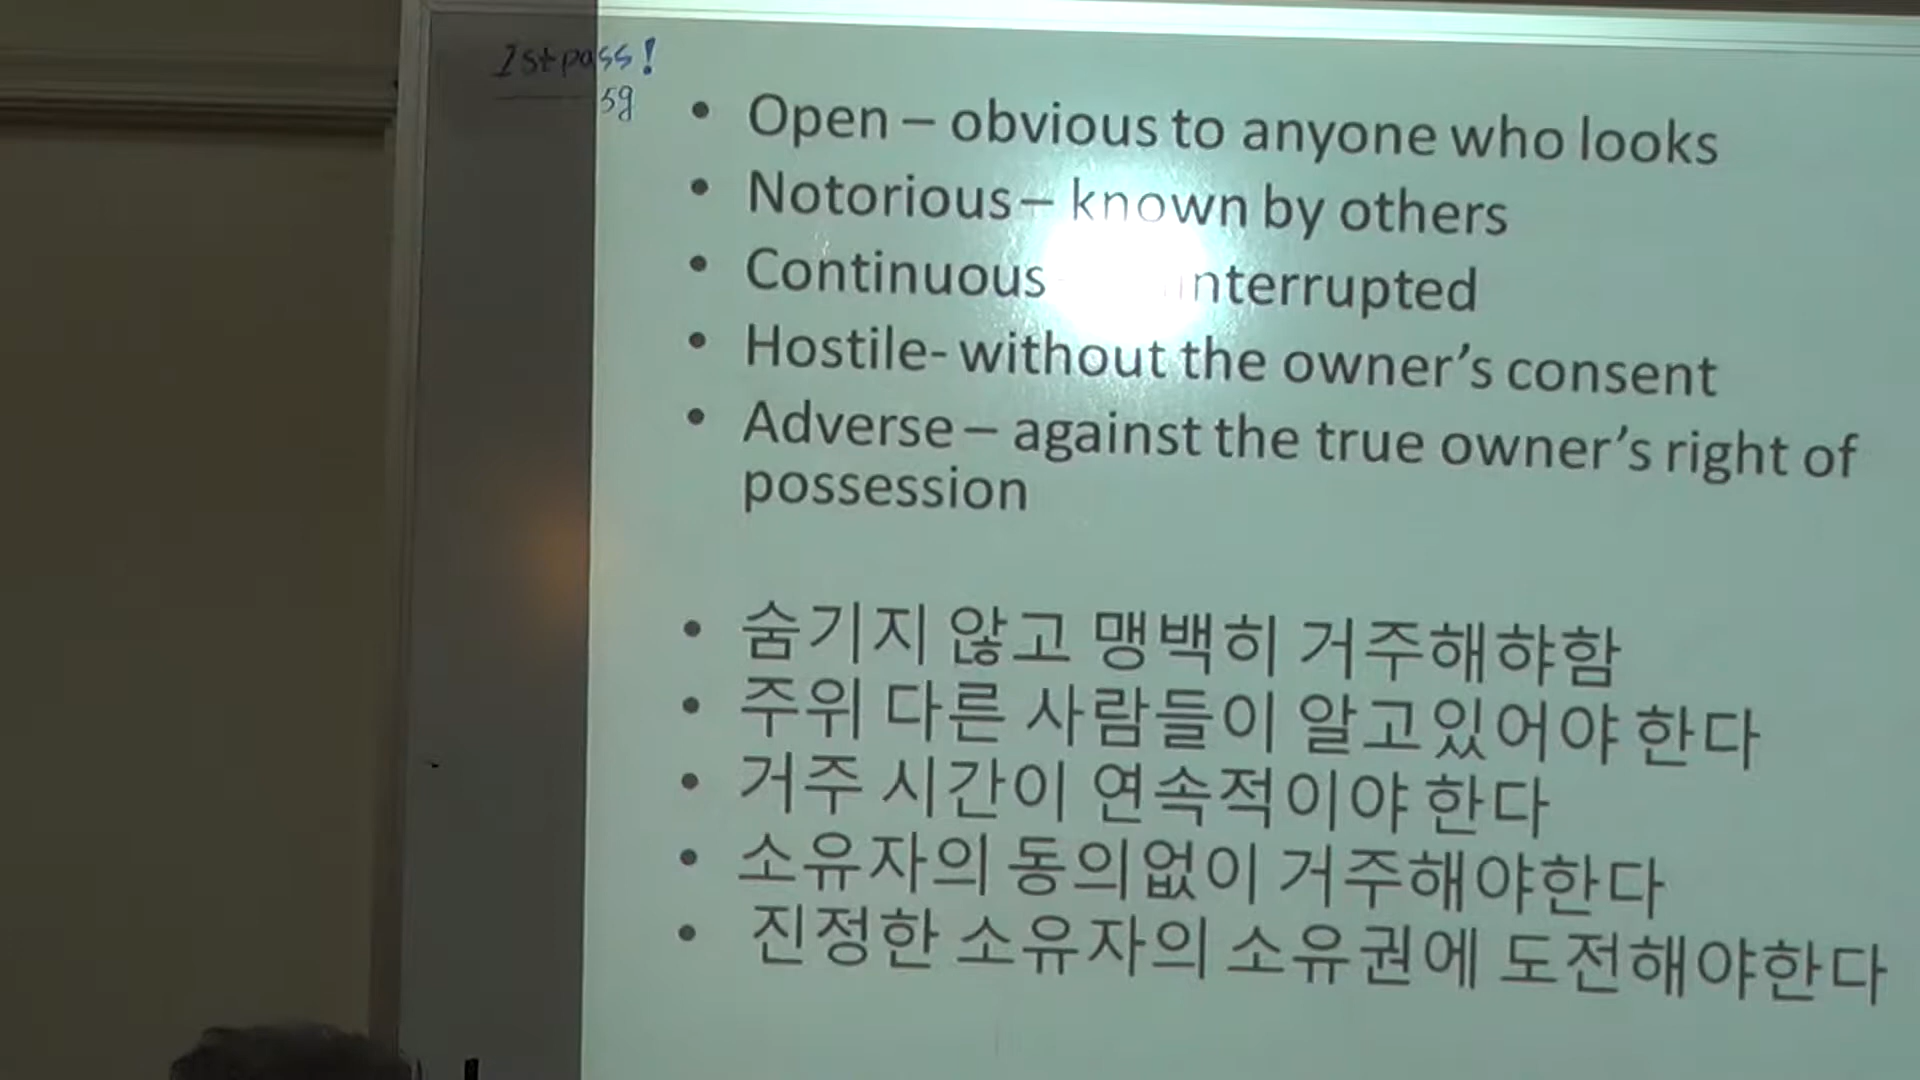 1st pass!
5g
• Open – obvious to anyone who looks
• Notorious – known by others
• Continuous nterrupted
• Hostile- without the owner's consent
• Adverse – against the true owner's right of
possession
• 숨기지 않고 맹백히 거주해햐함
• 주위 다른 사람들이 알고있어야 한다
• 거주 시간이 연속적이야 한다
• 소유자의 동의없이 거주해야한다
• 진정한 소유자의 소유권에 도전해야한다